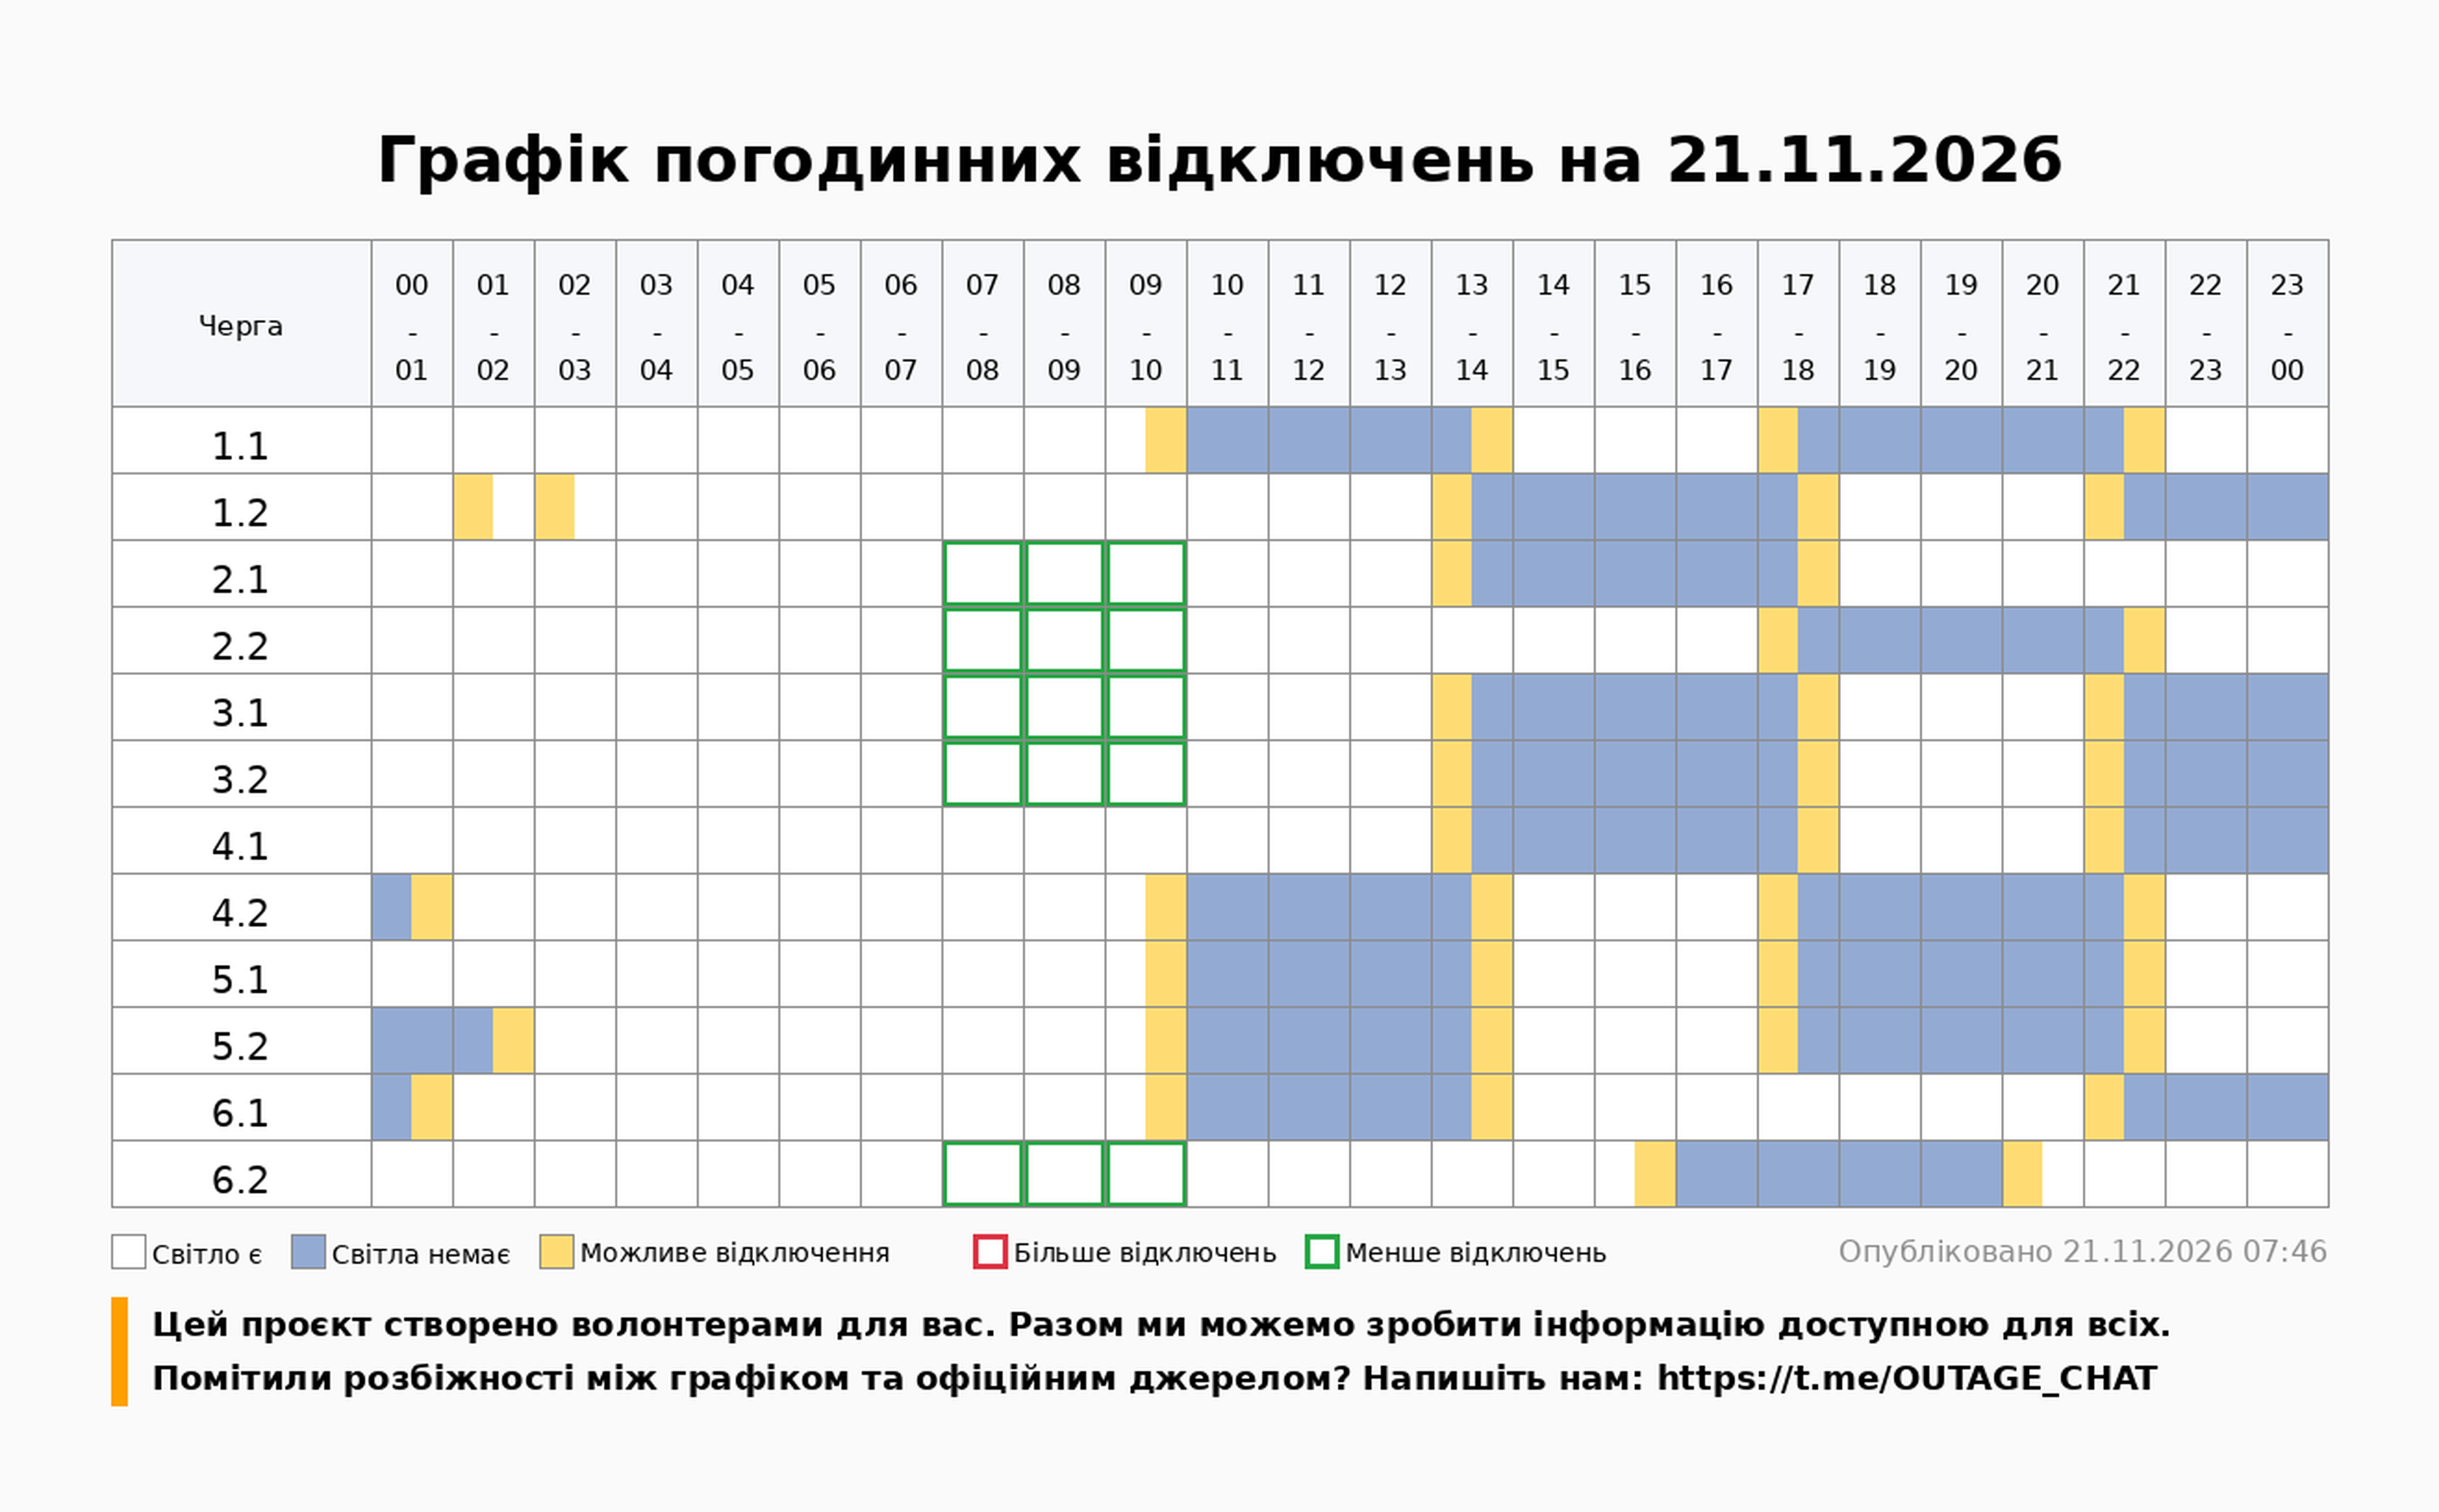 Графік погодинних відключень на 21.11.2026
Черга 00 - 01 01 - 02 02 - 03 03 - 04 04 - 05 05 - 06 06 - 07 07 - 08 08 - 09 09 - 10 10 - 11 11 - 12 12 - 13 13 - 14 14 - 15 15 - 16 16 - 17 17 - 18 18 - 19 19 - 20 20 - 21 21 - 22 22 - 23 23 - 00
1.1
1.2
2.1
2.2
3.1
3.2
4.1
4.2
5.1
5.2
6.1
6.2
Світло є Світла немає Можливе відключення Більше відключень Менше відключень Опубліковано 21.11.2026 07:46
Цей проєкт створено волонтерами для вас. Разом ми можемо зробити інформацію доступною для всіх.
Помітили розбіжності між графіком та офіційним джерелом? Напишіть нам: https://t.me/OUTAGE_CHAT